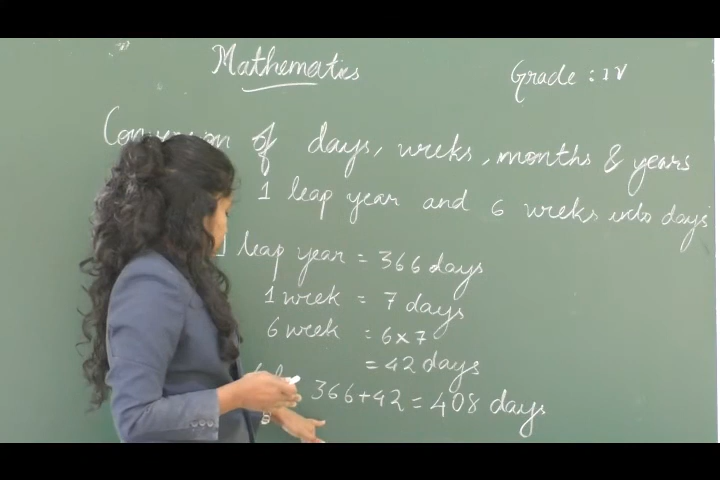 Mathematics Grade : IV
of days, weeks, months & years
1 leap year and 6 weeks into days
1 leap year = 366 days
1 week = 7 days
6 week = 6 x 7
= 42 days
366 + 42 = 408 days